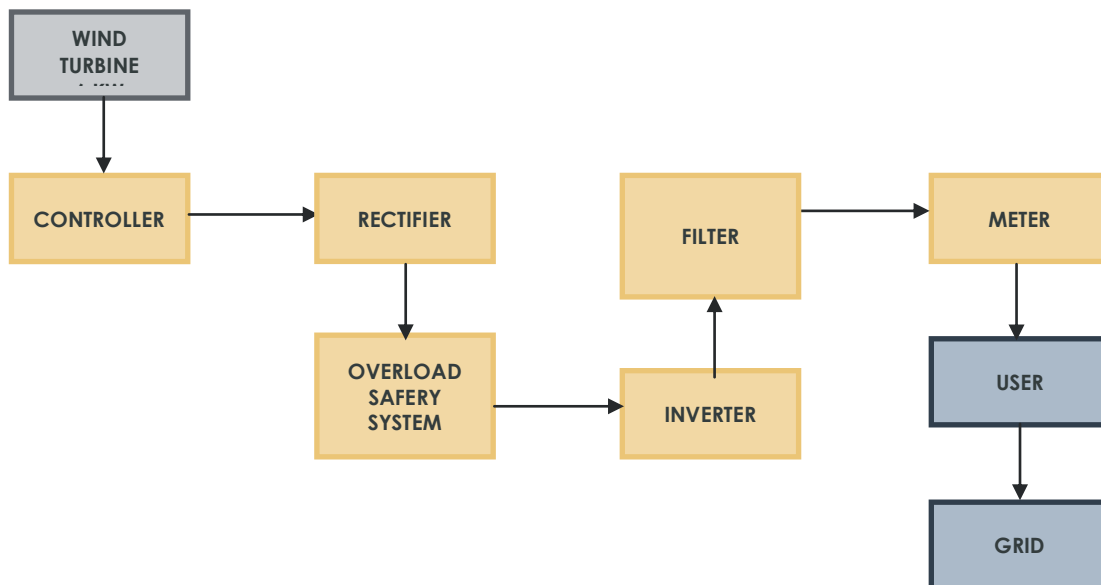 WIND
TURBINE
CONTROLLER
RECTIFIER
FILTER
METER
OVERLOAD
SAFERY
SYSTEM
INVERTER
USER
GRID